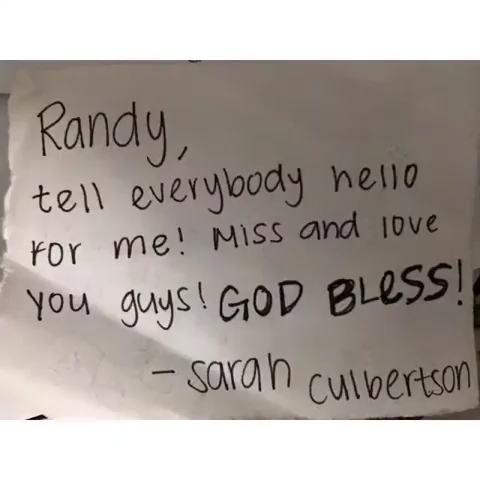 Randy,
tell everybody hello
for me! Miss and love
you guys! GOD BLeSS!
- sarah culbertson